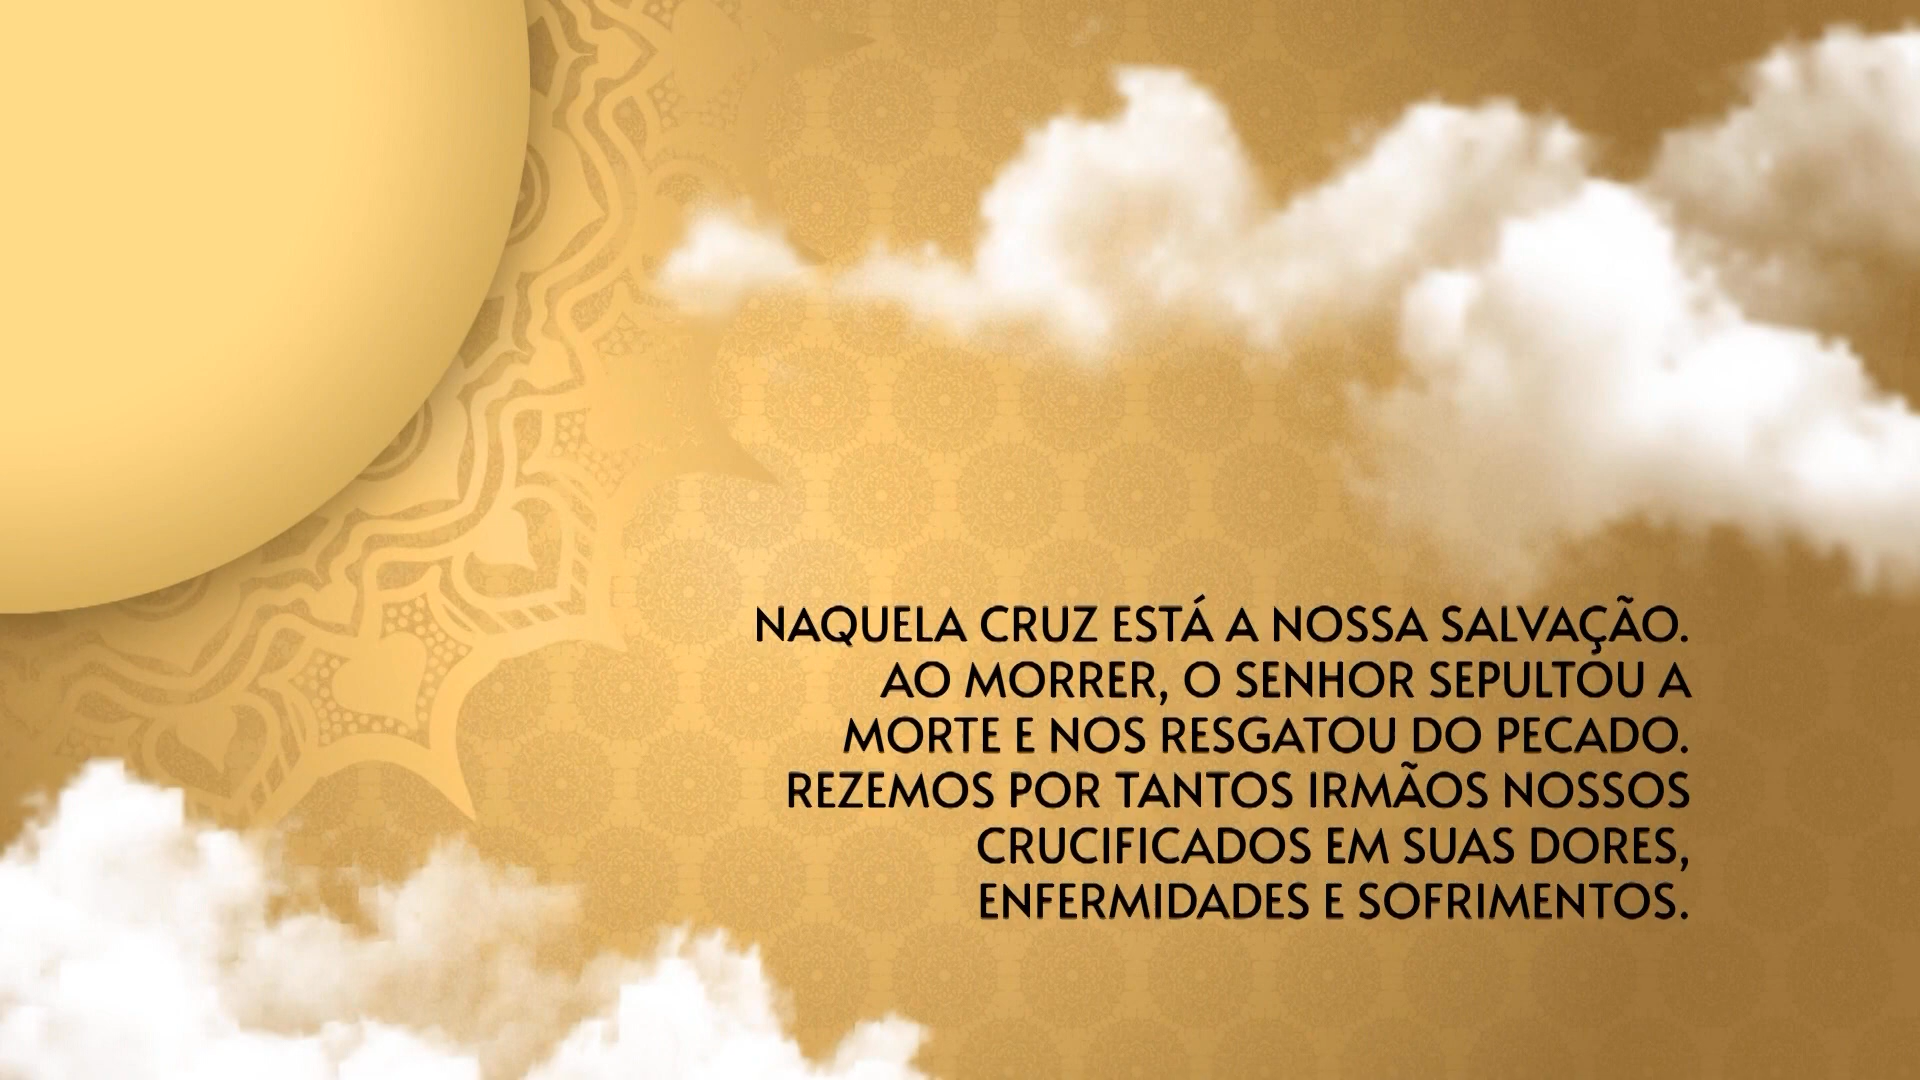 NAQUELA CRUZ ESTÁ A NOSSA SALVAÇÃO.
AO MORRER, O SENHOR SEPULTOU A
MORTE E NOS RESGATOU DO PECADO.
REZEMOS POR TANTOS IRMÃOS NOSSOS
CRUCIFICADOS EM SUAS DORES,
ENFERMIDADES E SOFRIMENTOS.